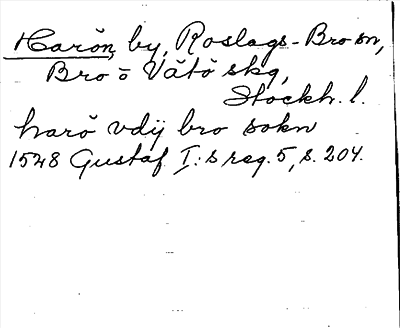 Harön, by, Roslags-Bro sn,
Bro o Vätö skg,
Stockh. l.
harö vdij bro sokn
1548 Gustaf I:s reg. 5, s. 204.